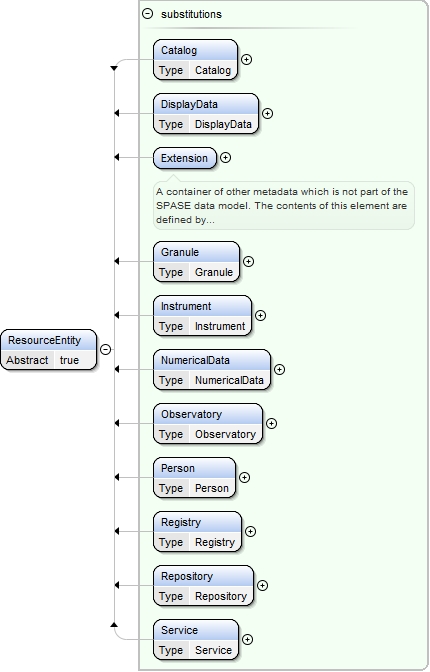 substitutions
Catalog
Type Catalog
DisplayData
Type DisplayData
Extension
A container of other metadata which is not part of the
SPASE data model. The contents of this element are
defined by...
Granule
Type Granule
Instrument
Type Instrument
ResourceEntity
Abstract true
NumericalData
Type NumericalData
Observatory
Type Observatory
Person
Type Person
Registry
Type Registry
Repository
Type Repository
Service
Type Service